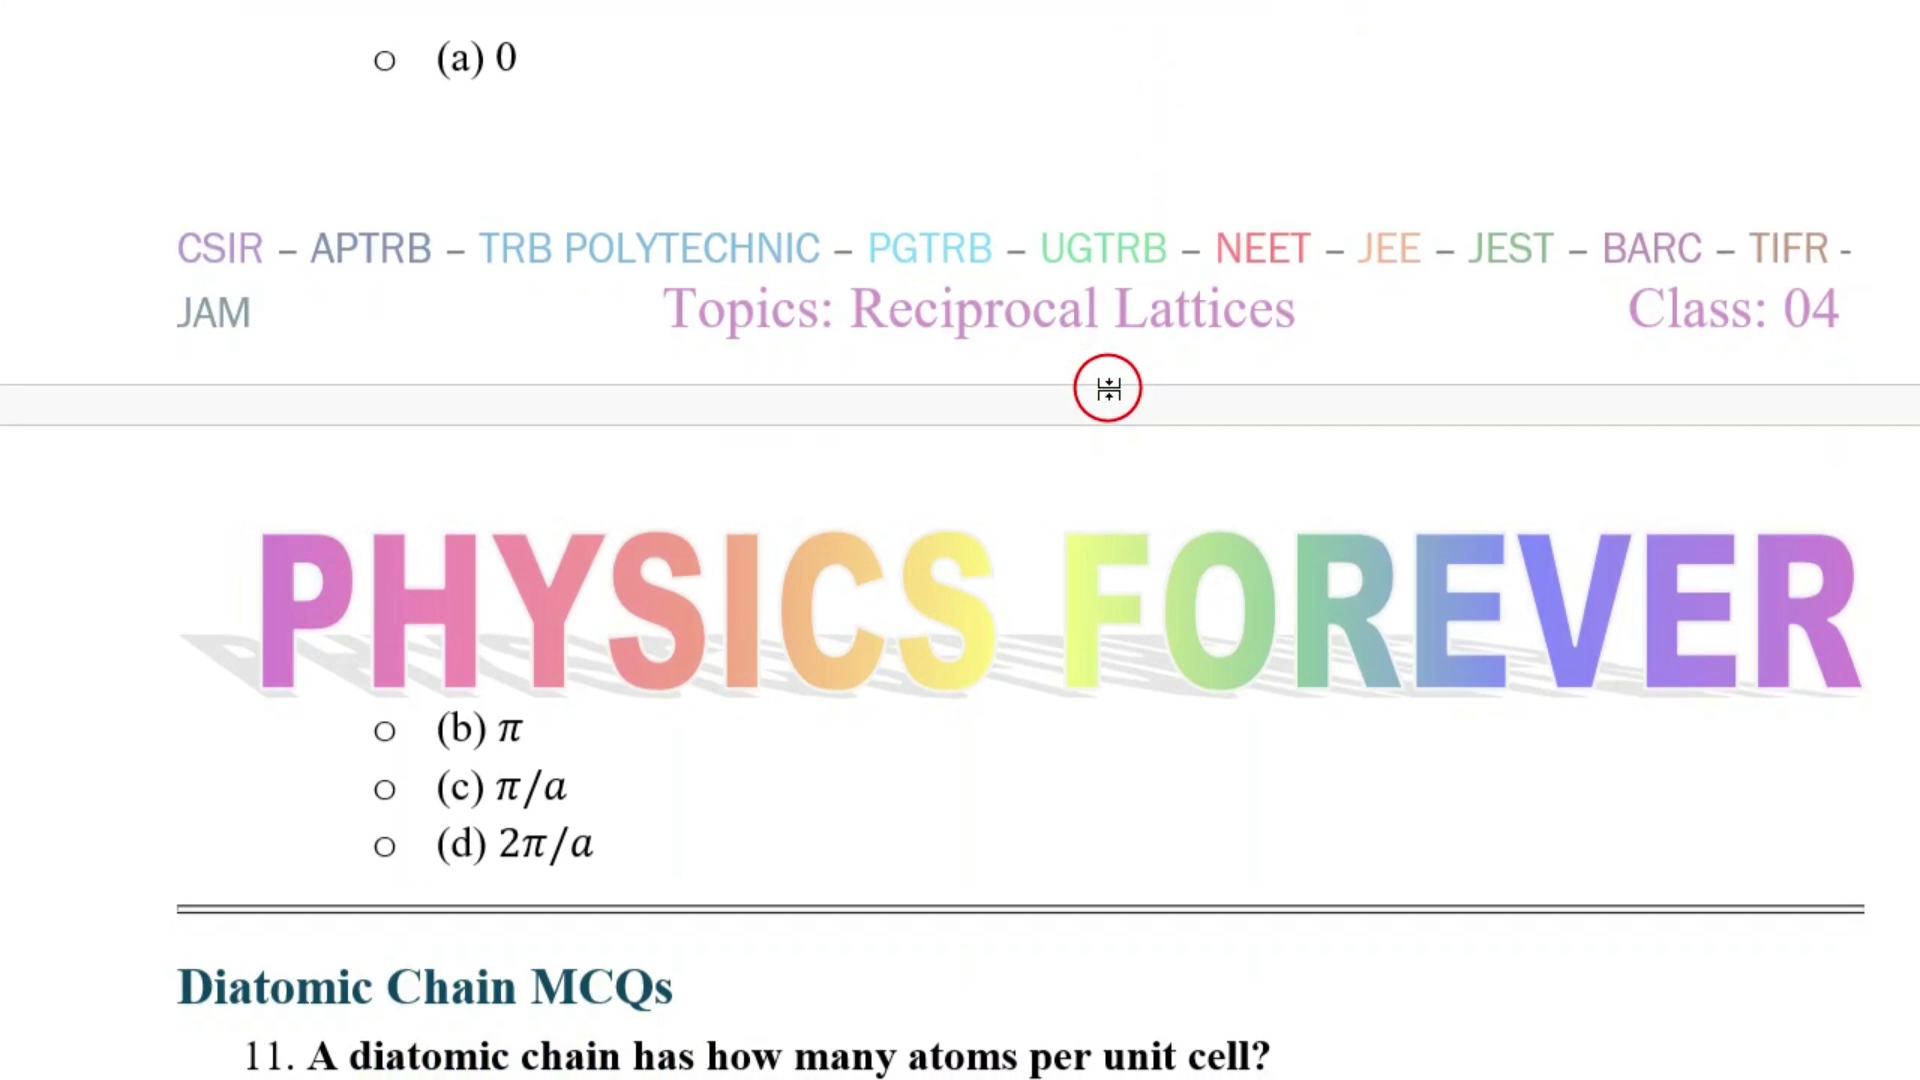 o (a) 0
CSIR – APTRB – TRB POLYTECHNIC – PGTRB – UGTRB – NEET – JEE – JEST – BARC – TIFR -
JAM Topics: Reciprocal Lattices Class: 04
PHYSICS FOREVER
o (b) π
o (c) π/a
o (d) 2π/a
Diatomic Chain MCQs
11. A diatomic chain has how many atoms per unit cell?